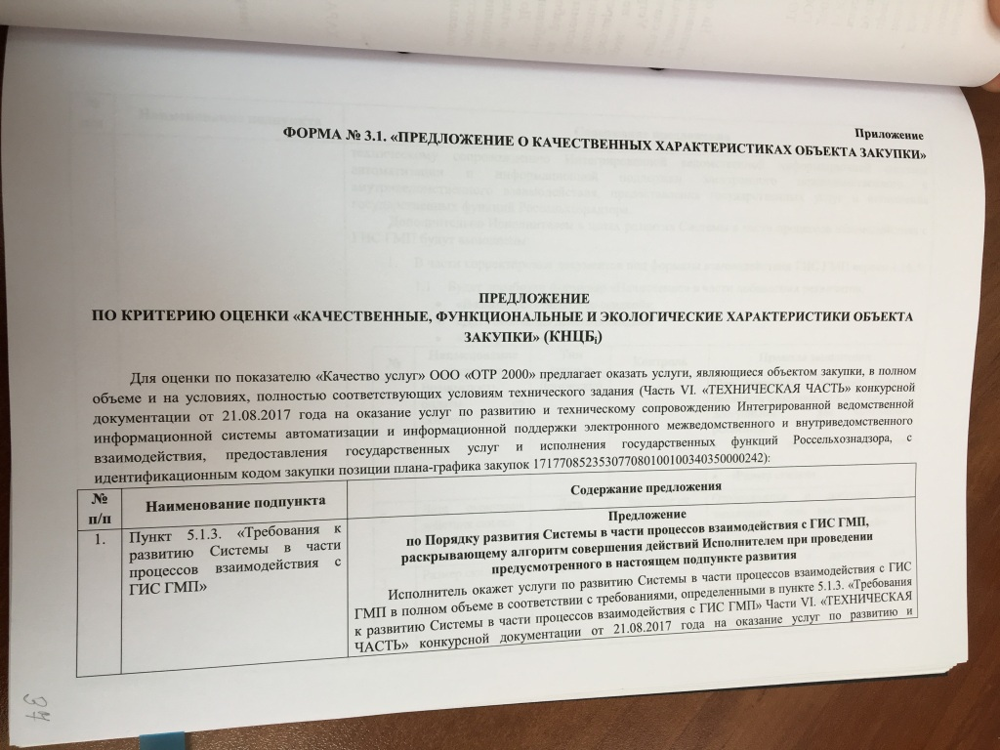 Приложение
ФОРМА № 3.1. «ПРЕДЛОЖЕНИЕ О КАЧЕСТВЕННЫХ ХАРАКТЕРИСТИКАХ ОБЪЕКТА ЗАКУПКИ»
ПРЕДЛОЖЕНИЕ
ПО КРИТЕРИЮ ОЦЕНКИ «КАЧЕСТВЕННЫЕ, ФУНКЦИОНАЛЬНЫЕ И ЭКОЛОГИЧЕСКИЕ ХАРАКТЕРИСТИКИ ОБЪЕКТА
ЗАКУПКИ» (КНЦБi)
Для оценки по показателю «Качество услуг» ООО «ОТР 2000» предлагает оказать услуги, являющиеся объектом закупки, в полном
объеме и на условиях, полностью соответствующих условиям технического задания (Часть VI. «ТЕХНИЧЕСКАЯ ЧАСТЬ» конкурсной
документации от 21.08.2017 года на оказание услуг по развитию и техническому сопровождению Интегрированной ведомственной
информационной системы автоматизации и информационной поддержки электронного межведомственного и внутриведомственного
взаимодействия, предоставления государственных услуг и исполнения государственных функций Россельхознадзора, с
идентификационным кодом закупки позиции плана-графика закупок 171770852353077080100100340350000242):
№
п/п
Наименование подпункта
Содержание предложения
1.
Пункт 5.1.3. «Требования к
развитию Системы в части
процессов взаимодействия с
ГИС ГМП»
Предложение
по Порядку развития Системы в части процессов взаимодействия с ГИС ГМП,
раскрывающему алгоритм совершения действий Исполнителем при проведении
предусмотренного в настоящем подпункте развития
Исполнитель окажет услуги по развитию Системы в части процессов взаимодействия с ГИС
ГМП в полном объеме в соответствии с требованиями, определенными в пункте 5.1.3. «Требования
к развитию Системы в части процессов взаимодействия с ГИС ГМП» Части VI. «ТЕХНИЧЕСКАЯ
ЧАСТЬ» конкурсной документации от 21.08.2017 года на оказание услуг по развитию и
37